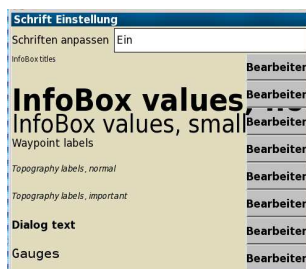 Schrift Einstellung
Schriften anpassen Ein
InfoBox titles
Bearbeiten
InfoBox values,
Bearbeiten
InfoBox values, small
Bearbeiten
Waypoint labels
Bearbeiten
Topography labels, normal
Bearbeiten
Topography labels, important
Bearbeiten
Dialog text
Bearbeiten
Gauges
Bearbeiten